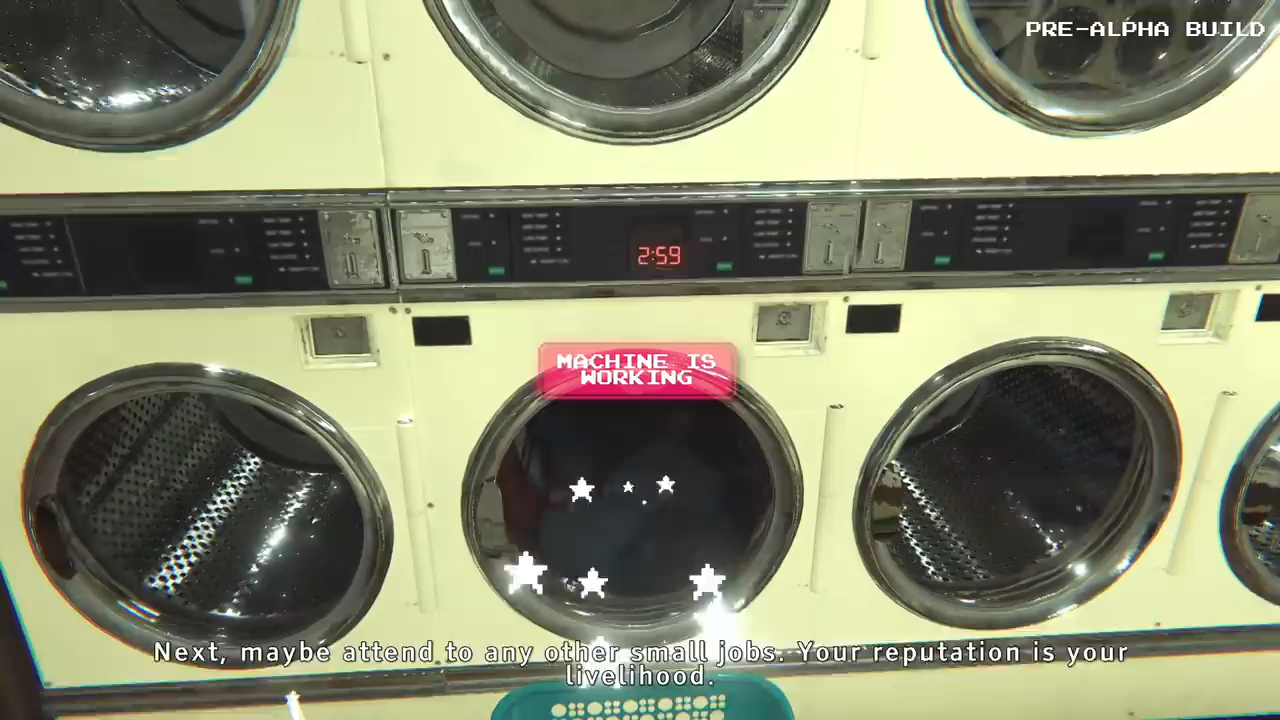 PRE-ALPHA BUILD
2:59
MACHINE IS
WORKING
Next, maybe attend to any other small jobs. Your reputation is your
livelihood.